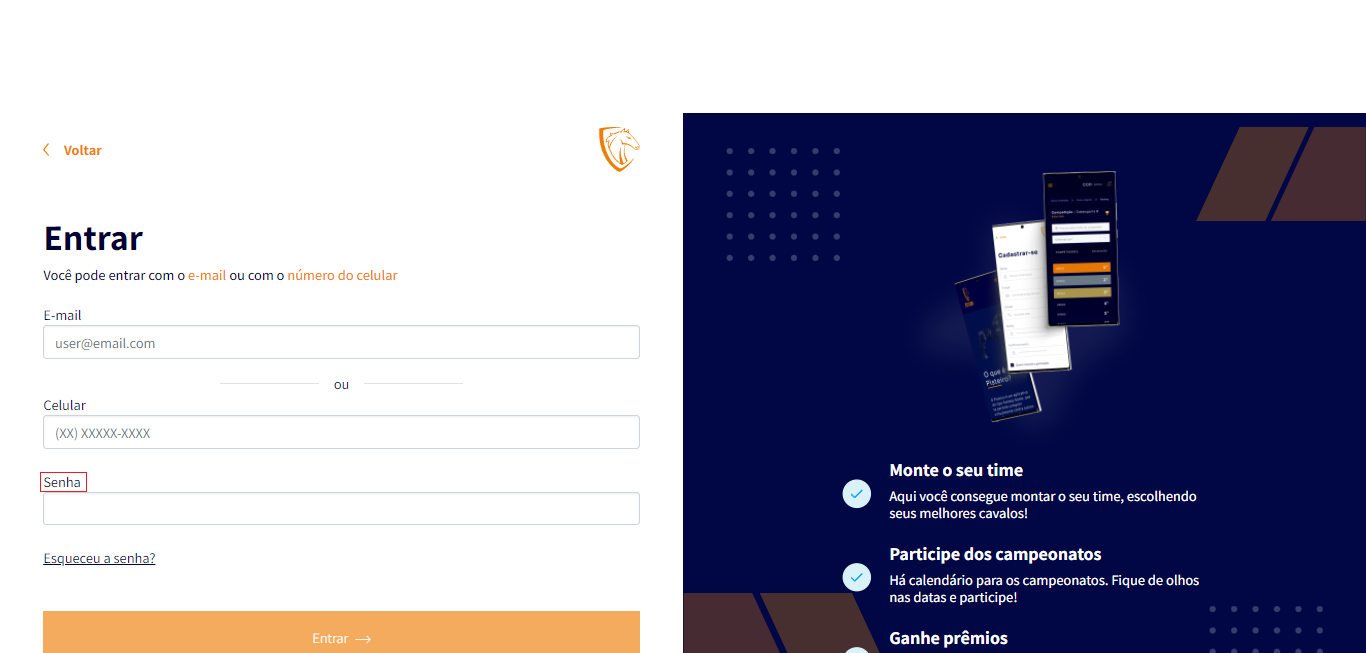 Voltar
Entrar
Você pode entrar com o e-mail ou com o número do celular
E-mail
user@email.com
ou
Celular
(XX) XXXXX-XXXX
Senha
Esqueceu a senha?
Entrar
Cadastrar-se
O que é
Monte o seu time
Aqui você consegue montar o seu time, escolhendo
seus melhores cavalos!
Participe dos campeonatos
Há calendário para os campeonatos. Fique de olhos
nas datas e participe!
Ganhe prêmios